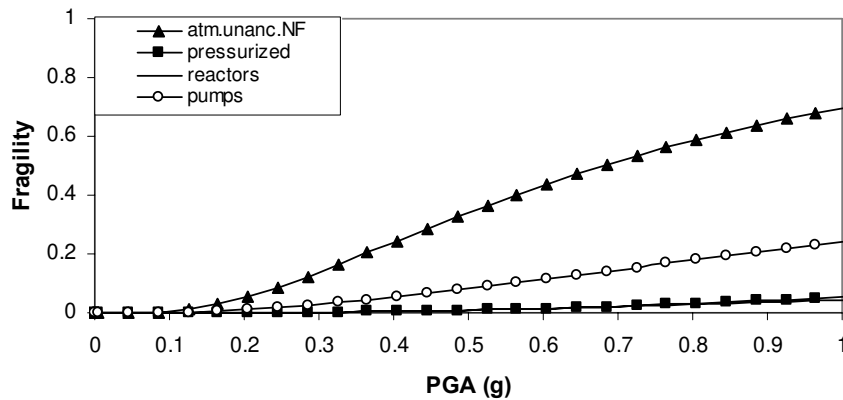 1
0.8
0.6
0.4
0.2
0
Fragility
atm.unanc.NF
pressurized
reactors
pumps
0 0.1 0.2 0.3 0.4 0.5 0.6 0.7 0.8 0.9 1
PGA (g)